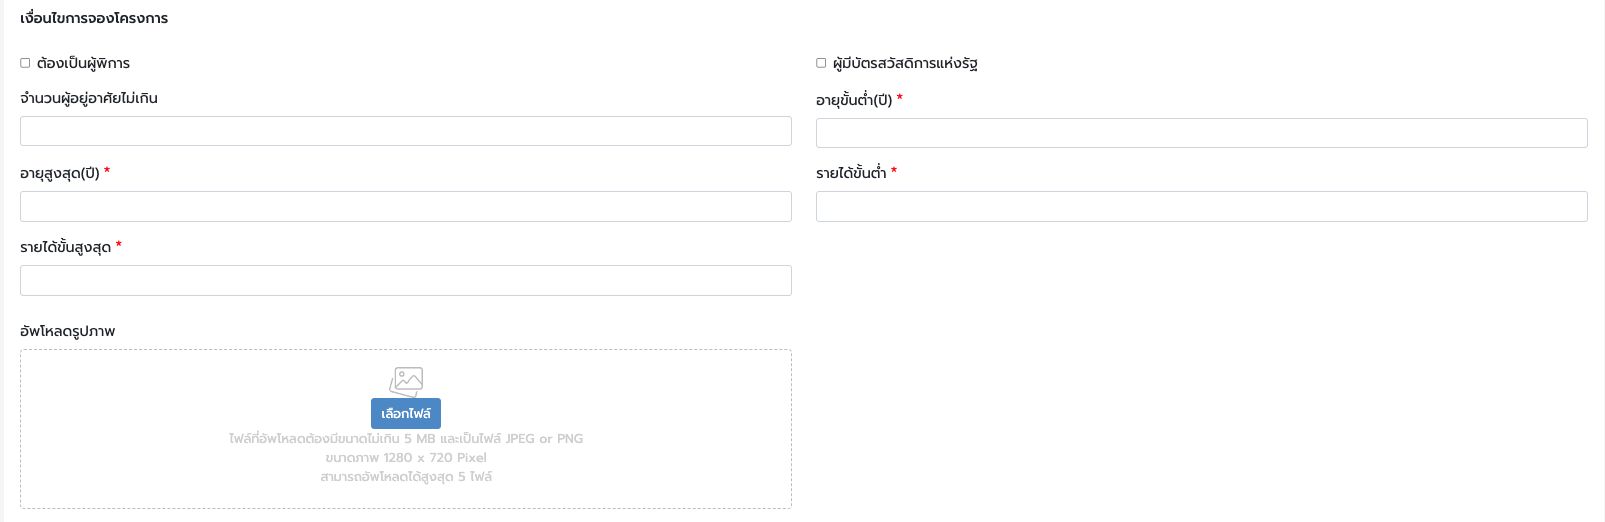 เงื่อนไขการจองโครงการ
ต้องเป็นผู้พิการ
ผู้มีบัตรสวัสดิการแห่งรัฐ
จำนวนผู้อยู่อาศัยไม่เกิน
อายุขั้นต่ำ(ปี) *
อายุสูงสุด(ปี) *
รายได้ขั้นต่ำ *
รายได้ขั้นสูงสุด *
อัพโหลดรูปภาพ
เลือกไฟล์
ไฟล์ที่อัพโหลดต้องมีขนาดไม่เกิน 5 MB และเป็นไฟล์ JPEG or PNG
ขนาดภาพ 1280 x 720 Pixel
สามารถอัพโหลดได้สูงสุด 5 ไฟล์